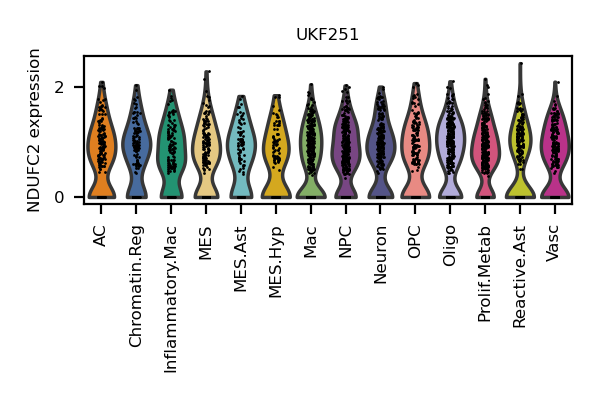 UKF251
NDUFC2 expression
2
0
AC
Chromatin.Reg
Inflammatory.Mac
MES
MES.Ast
MES.Hyp
Mac
NPC
Neuron
OPC
Oligo
Prolif.Metab
Reactive.Ast
Vasc